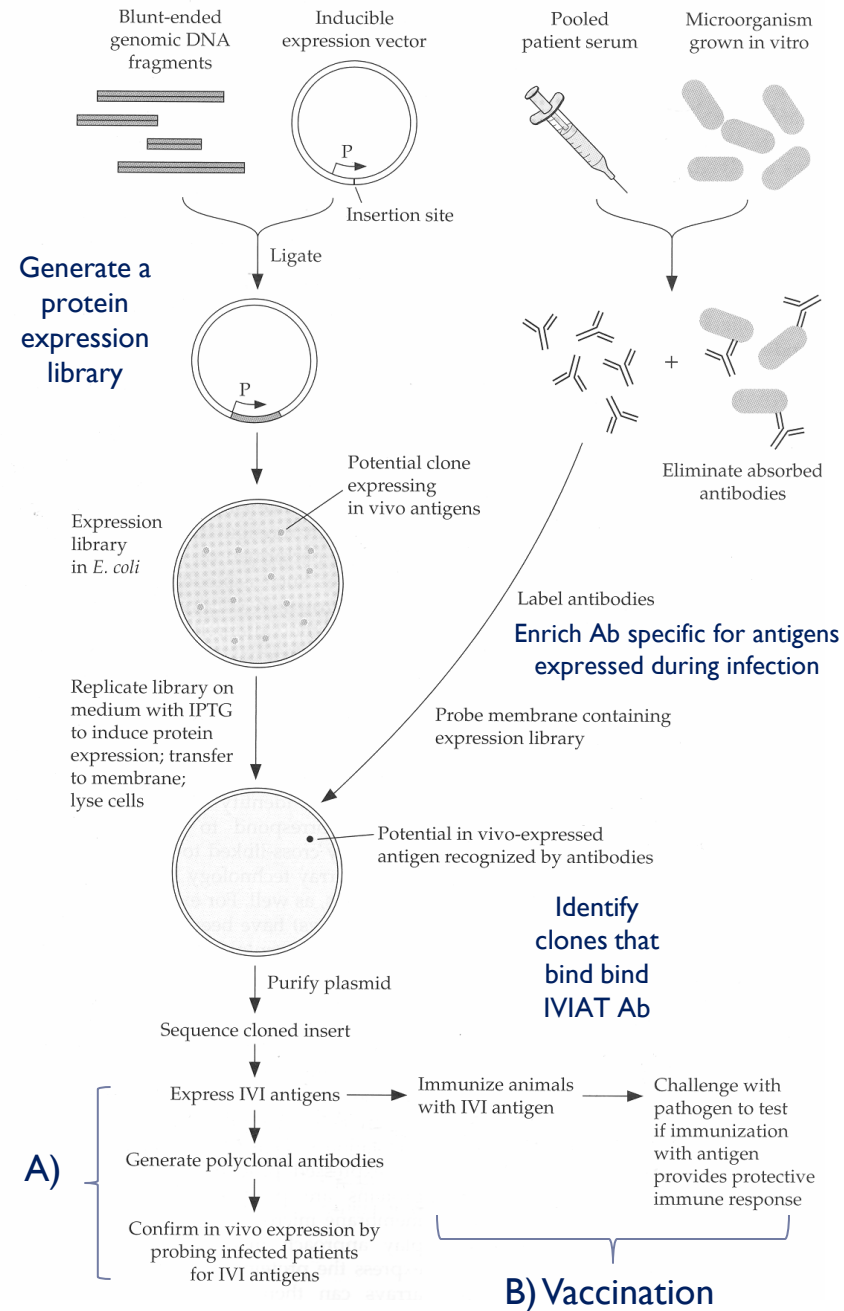 Blunt-ended
genomic DNA
fragments
Inducible
expression vector
Pooled
patient serum
Microorganism
grown in vitro
P
Insertion site
Ligate
Generate a
protein
expression
library
P
+
Eliminate absorbed
antibodies
Potential clone
expressing
in vivo antigens
Expression
library
in E. coli
Label antibodies
Enrich Ab specific for antigens
expressed during infection
Replicate library on
medium with IPTG
to induce protein
expression; transfer
to membrane;
lyse cells
Probe membrane containing
expression library
Potential in vivo-expressed
antigen recognized by antibodies
Identify
clones that
bind bind
IVIAT Ab
Purify plasmid
Sequence cloned insert
Express IVI antigens
Immunize animals
with IVI antigen
Challenge with
pathogen to test
if immunization
with antigen
provides protective
immune response
A)
Generate polyclonal antibodies
Confirm in vivo expression by
probing infected patients
for IVI antigens
B) Vaccination